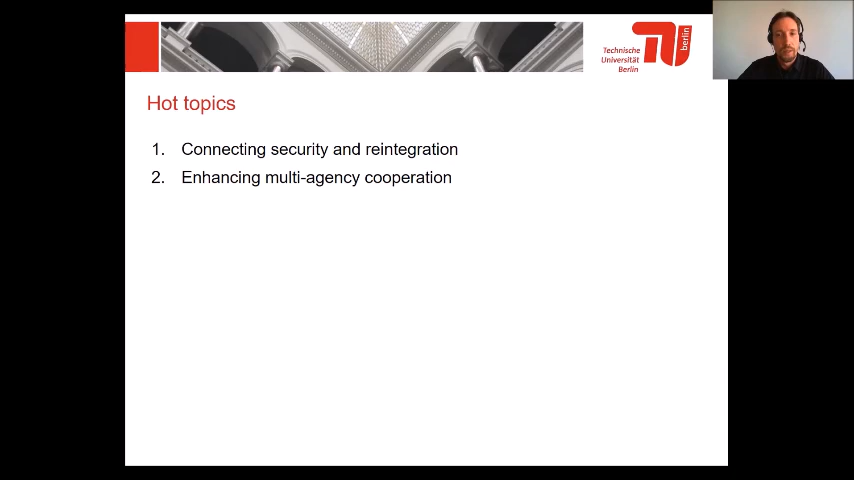 Technische
Universität
Berlin
berlin
Hot topics
1. Connecting security and reintegration
2. Enhancing multi-agency cooperation